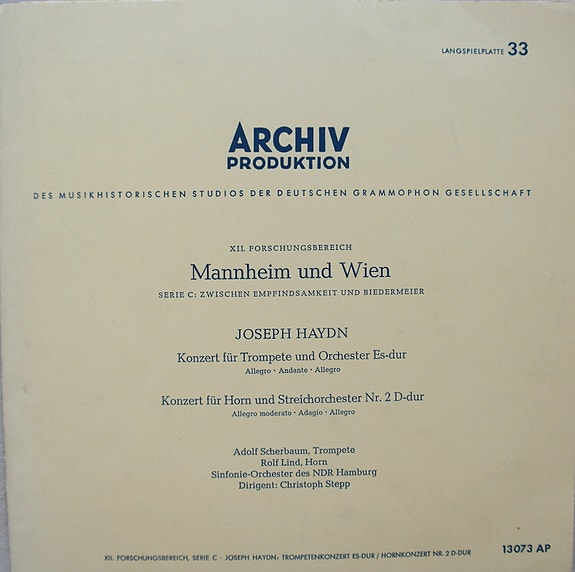 LANGSPIELPLATTE 33
ARCHIV
PRODUKTION
DES MUSIKHISTORISCHEN STUDIOS DER DEUTSCHEN GRAMMOPHON GESELLSCHAFT
XII. FORSCHUNGSBEREICH
Mannheim und Wien
SERIE C: ZWISCHEN EMPFINDSAMKEIT UND BIEDERMEIER
JOSEPH HAYDN
Konzert für Trompete und Orchester Es-dur
Allegro · Andante · Allegro
Konzert für Horn und Streichorchester Nr. 2 D-dur
Allegro moderato · Adagio · Allegro
Adolf Scherbaum, Trompete
Rolf Lind, Horn
Sinfonie-Orchester des NDR Hamburg
Dirigent: Christoph Stepp
XII. FORSCHUNGSBEREICH, SERIE C - JOSEPH HAYDN: TROMPETENKONZERT ES-DUR / HORNKONZERT NR. 2 D-DUR
13073 AP